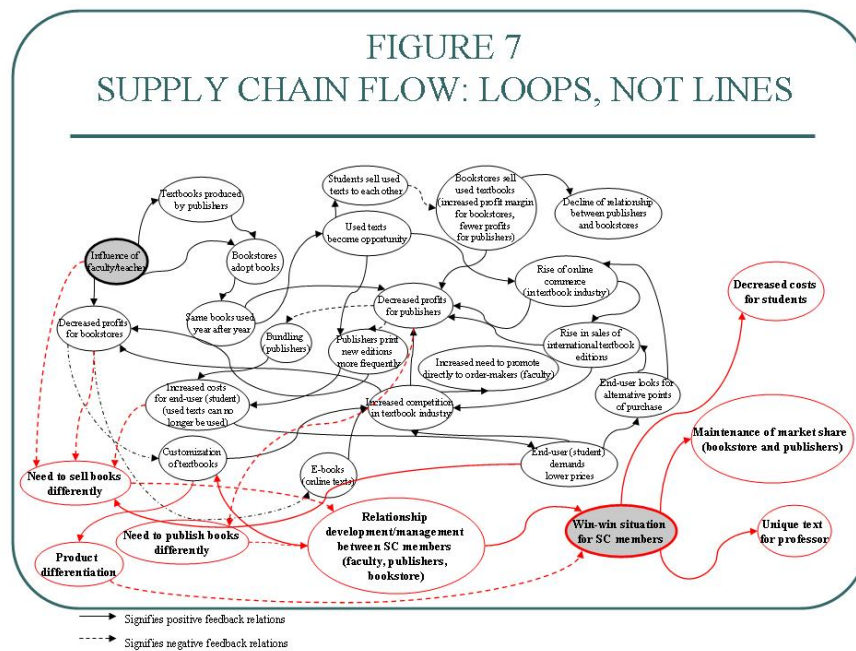 FIGURE 7
SUPPLY CHAIN FLOW: LOOPS, NOT LINES
Textbooks produced
by publishers
Students sell used
texts to each other
Bookstores sell
used textbooks
(increased profit margin
for bookstores,
fewer profits
for publishers)
Decline of relationship
between publishers
and bookstores
Influence of
faculty/teacher
Bookstores
adopt books
Used texts
become opportunity
Rise of online
commerce
(in textbook industry)
Decreased costs
for students
Decreased profits
for bookstores
Same books used
year after year
Decreased profits
for publishers
Bundling
(publishers)
Publishers print
new editions
more frequently
Rise in sales of
international textbook
editions
Increased need to promote
directly to order-makers (faculty)
Increased costs
for end-user (student)
(used texts can no
longer be used)
Increased competition
in textbook industry
End-user looks for
alternative points
of purchase
Maintenance of market share
(bookstore and publishers)
Customization
of textbooks
E-books
(online texts)
End-user (student)
demands
lower prices
Need to sell books
differently
Need to publish books
differently
Relationship
development/management
between SC members
(faculty, publishers,
bookstore)
Win-win situation
for SC members
Unique text
for professor
Product
differentiation
Signifies positive feedback relations
Signifies negative feedback relations